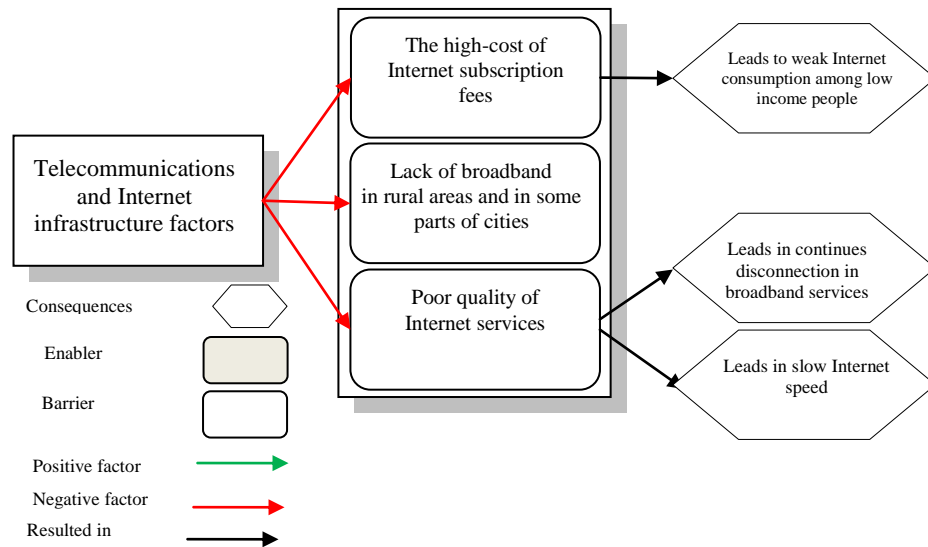 Telecommunications
and Internet
infrastructure factors
The high-cost of
Internet subscription
fees
Lack of broadband
in rural areas and in some
parts of cities
Poor quality of
Internet services
Leads to weak Internet
consumption among low
income people
Leads in continues
disconnection in
broadband services
Leads in slow Internet
speed
Consequences
Enabler
Barrier
Positive factor
Negative factor
Resulted in